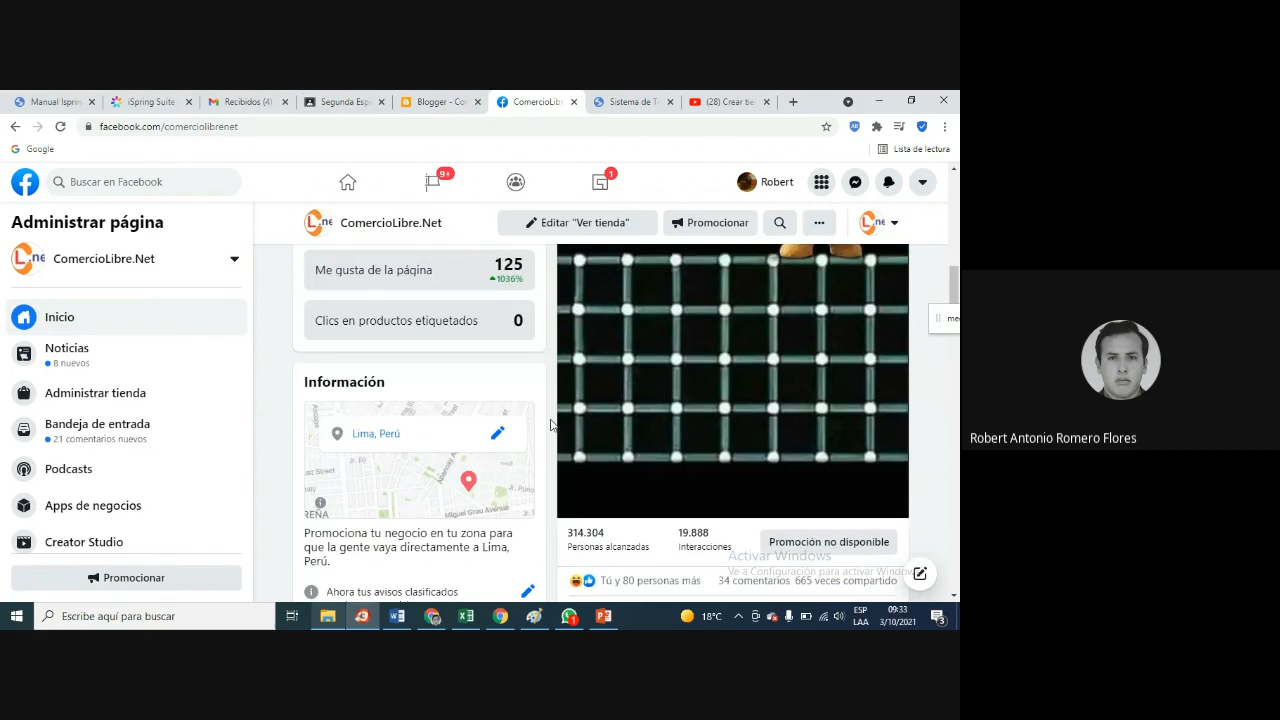 Manual Ispri
iSpring Suite
Recibidos (4)
Segunda Esp
Blogger - Co
ComercioLib
Sistema de T
(28) Crear tie
facebook.com/comerciolibrenet
Google
Lista de lectura
Buscar en Facebook
9+
1
Robert
Administrar página
ComercioLibre.Net
ComercioLibre.Net
Editar "Ver tienda"
Promocionar
Inicio
Noticias
8 nuevos
Administrar tienda
Bandeja de entrada
21 comentarios nuevos
Podcasts
Apps de negocios
Creator Studio
Promocionar
Me gusta de la página
125
1036%
Clics en productos etiquetados
0
Información
Lima, Perú
Miguel Grau Avenue
Promociona tu negocio en tu zona para
que la gente vaya directamente a Lima,
Perú.
Ahora tus avisos clasificados
314.304
Personas alcanzadas
19.888
Interacciones
Promoción no disponible
Activar Windows
Ve a Configuración para activar Windows
Tú y 80 personas más
34 comentarios
665 veces compartido
Escribe aquí para buscar
18°C
ESP
LAA
09:33
3/10/2021
3
Robert Antonio Romero Flores